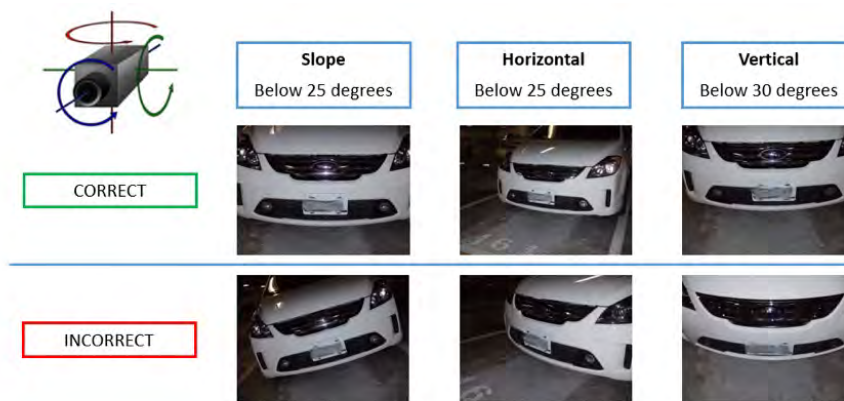 Slope
Below 25 degrees
Horizontal
Below 25 degrees
Vertical
Below 30 degrees
CORRECT
INCORRECT